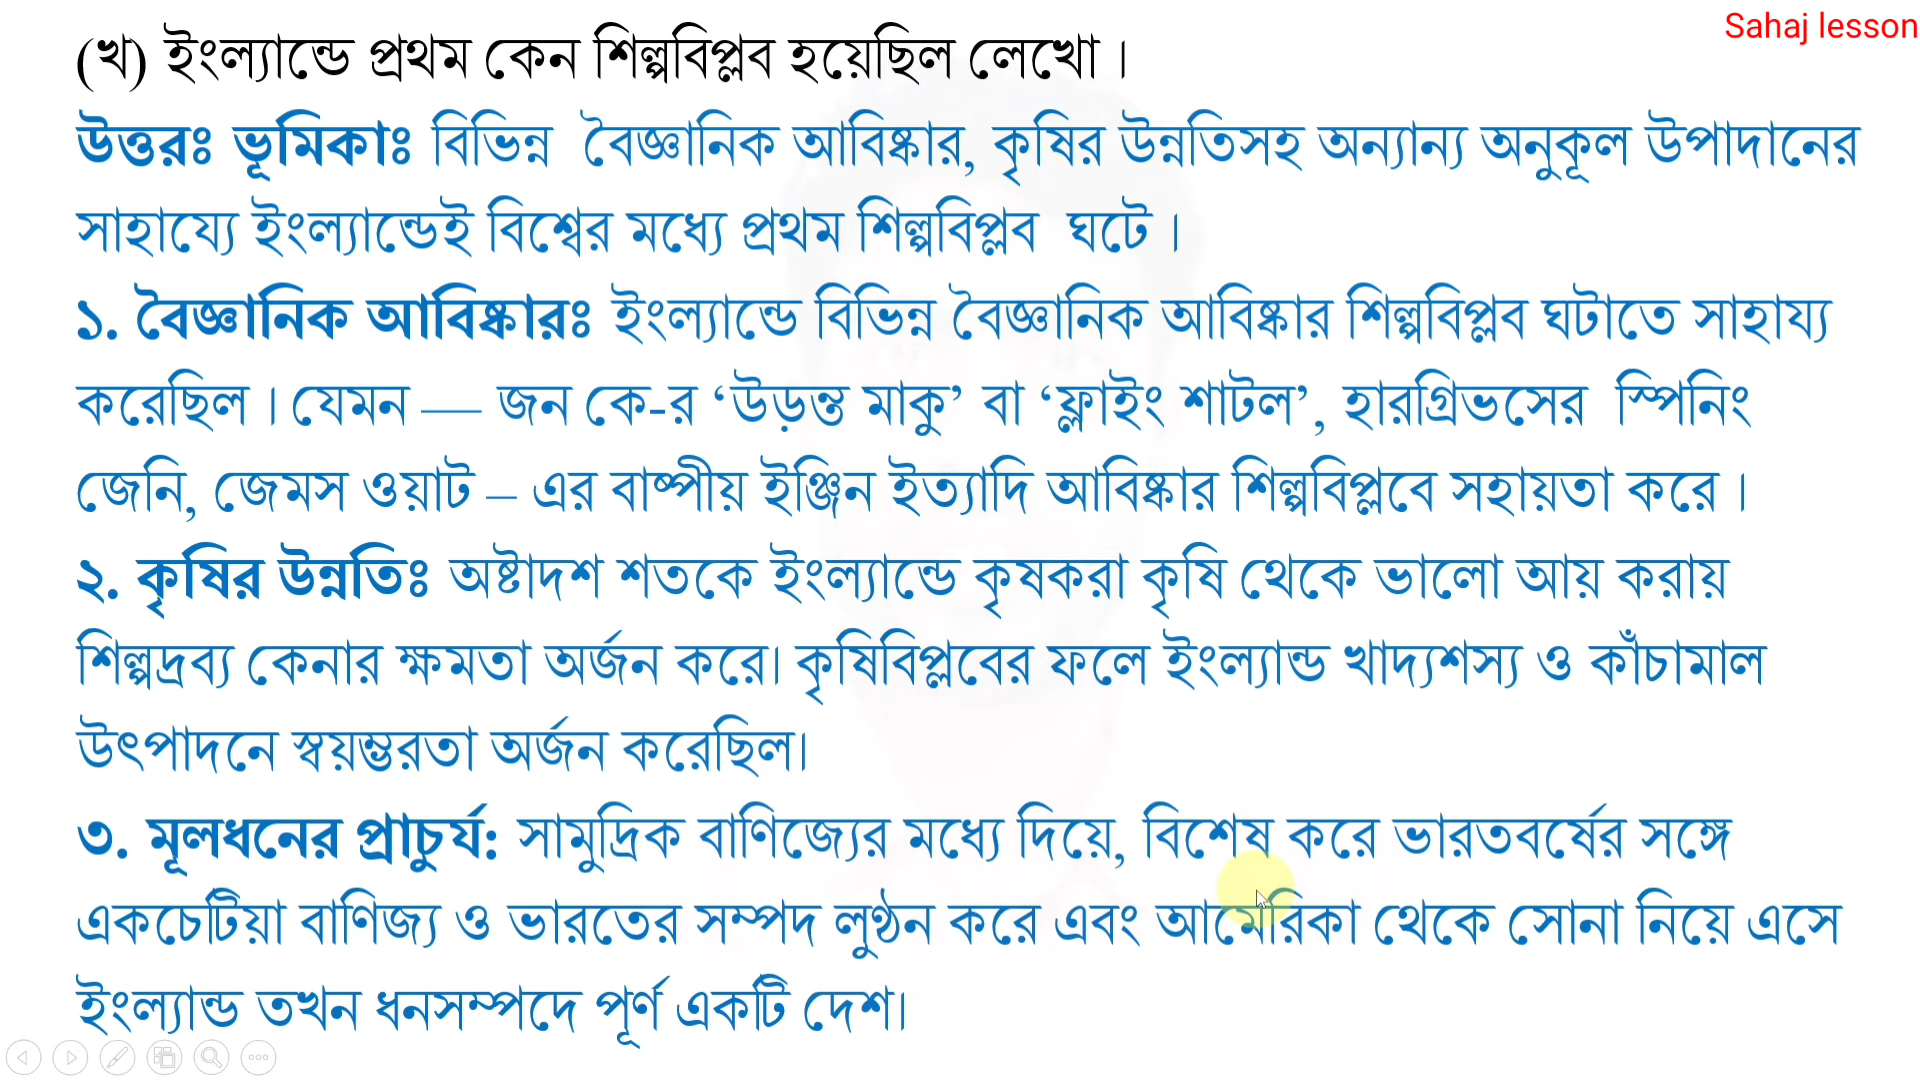 Sahaj lesson
(খ) ইংল্যান্ডে প্রথম কেন শিল্পবিপ্লব হয়েছিল লেখো।
উত্তরঃ ভূমিকাঃ বিভিন্ন বৈজ্ঞানিক আবিষ্কার, কৃষির উন্নতিসহ অন্যান্য অনুকূল উপাদানের
সাহায্যে ইংল্যান্ডেই বিশ্বের মধ্যে প্রথম শিল্পবিপ্লব ঘটে।
১. বৈজ্ঞানিক আবিষ্কারঃ ইংল্যান্ডে বিভিন্ন বৈজ্ঞানিক আবিষ্কার শিল্পবিপ্লব ঘটাতে সাহায্য
করেছিল। যেমন — জন কে-র ‘উড়ন্ত মাকু’ বা ‘ফ্লাইং শাটল’, হারগ্রিভসের স্পিনিং
জেনি, জেমস ওয়াট – এর বাষ্পীয় ইঞ্জিন ইত্যাদি আবিষ্কার শিল্পবিপ্লবে সহায়তা করে।
২. কৃষির উন্নতিঃ অষ্টাদশ শতকে ইংল্যান্ডে কৃষকরা কৃষি থেকে ভালো আয় করায়
শিল্পদ্রব্য কেনার ক্ষমতা অর্জন করে। কৃষিবিপ্লবের ফলে ইংল্যান্ড খাদ্যশস্য ও কাঁচামাল
উৎপাদনে স্বয়ম্ভরতা অর্জন করেছিল।
৩. মূলধনের প্রাচুর্য: সামুদ্রিক বাণিজ্যের মধ্যে দিয়ে, বিশেষ করে ভারতবর্ষের সঙ্গে
একচেটিয়া বাণিজ্য ও ভারতের সম্পদ লুণ্ঠন করে এবং আমেরিকা থেকে সোনা নিয়ে এসে
ইংল্যান্ড তখন ধনসম্পদে পূর্ণ একটি দেশ।